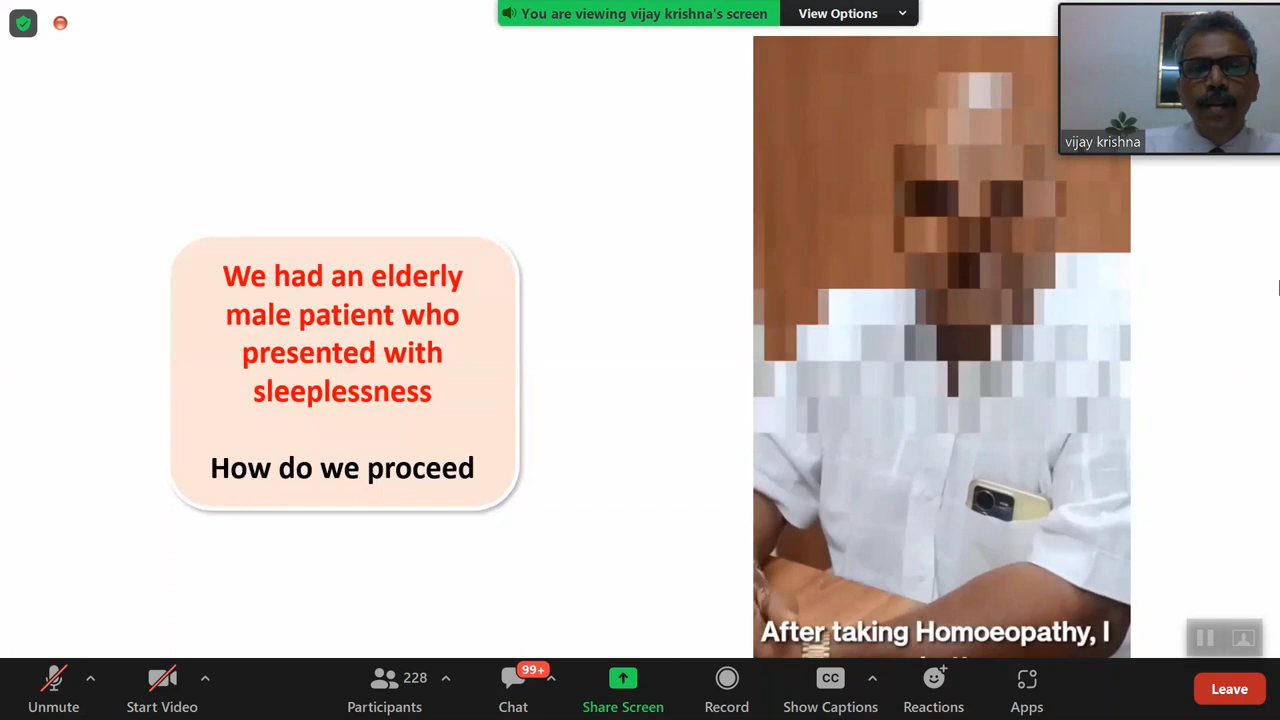 You are viewing vijay krishna's screen
View Options
vijay krishna
We had an elderly
male patient who
presented with
sleeplessness
How do we proceed
After taking Homoeopathy, I
Unmute
Start Video
228
Participants
99+
Chat
Share Screen
Record
CC
Show Captions
Reactions
Apps
Leave